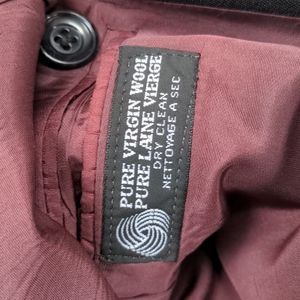 PURE VIRGIN WOOL
PURE LAINE VIERGE
DRY CLEAN
NETTOYAGE A SEC